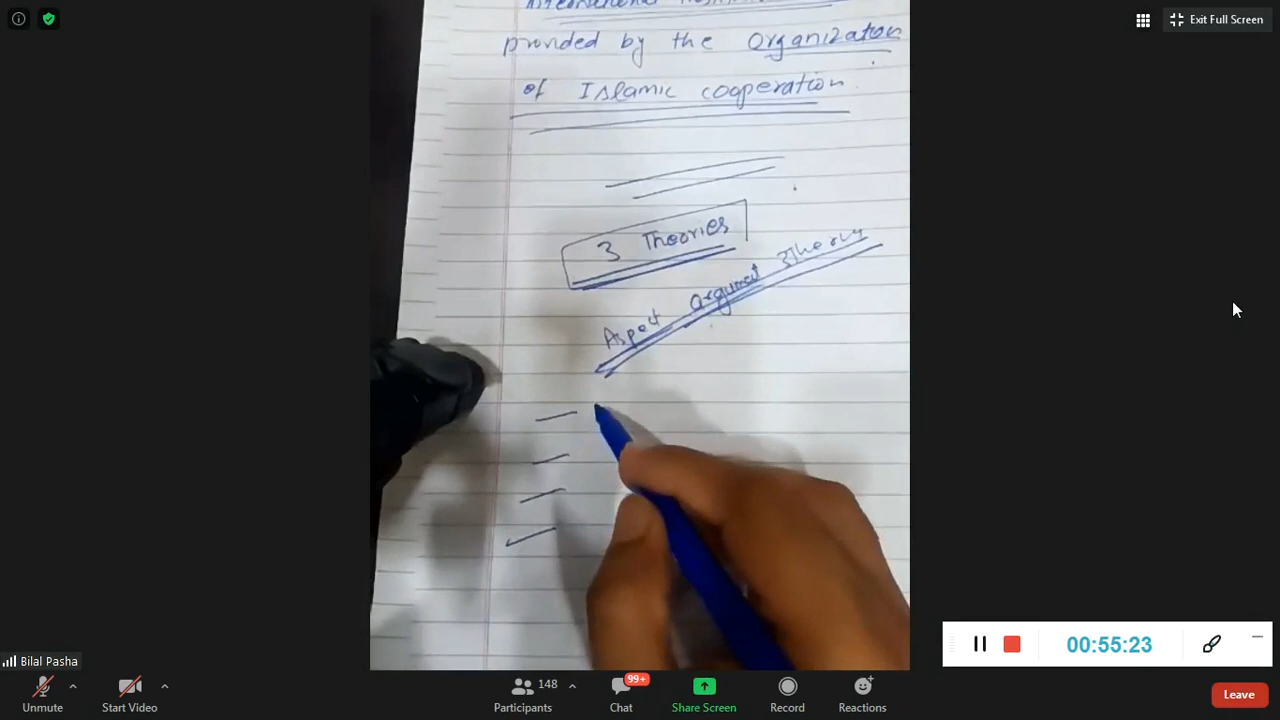 Exit Full Screen
provided by the Organization
of Islamic cooperation.
3 Theories
Aspect argument Theory
Bilal Pasha
00:55:23
Unmute
Start Video
148
Participants
99+
Chat
Share Screen
Record
Reactions
Leave